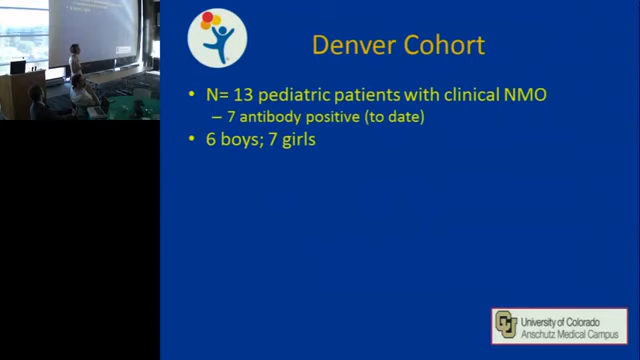 Denver Cohort
• N= 13 pediatric patients with clinical NMO
– 7 antibody positive (to date)
• 6 boys; 7 girls
CU
University of Colorado
Anschutz Medical Campus